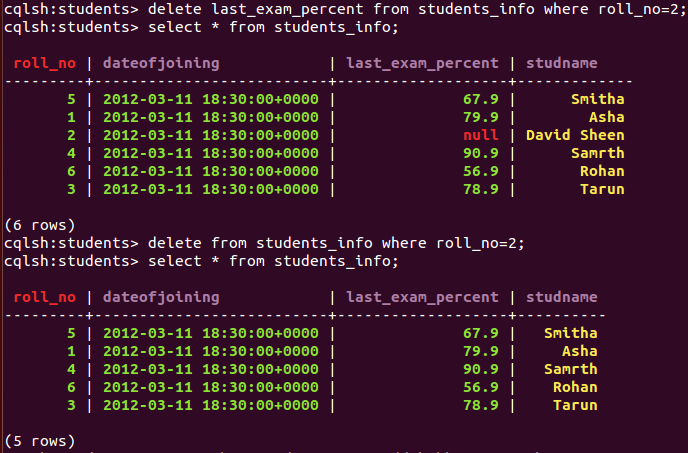 cqlsh:students> delete last_exam_percent from students_info where roll_no=2;
cqlsh:students> select * from students_info;
 roll_no | dateofjoining            | last_exam_percent | studname
---------+--------------------------+-------------------+-------------
       5 | 2012-03-11 18:30:00+0000 |              67.9 |      Smitha
       1 | 2012-03-11 18:30:00+0000 |              79.9 |        Asha
       2 | 2012-03-11 18:30:00+0000 |              null | David Sheen
       4 | 2012-03-11 18:30:00+0000 |              90.9 |      Samrth
       6 | 2012-03-11 18:30:00+0000 |              56.9 |       Rohan
       3 | 2012-03-11 18:30:00+0000 |              78.9 |       Tarun
(6 rows)
cqlsh:students> delete from students_info where roll_no=2;
cqlsh:students> select * from students_info;
 roll_no | dateofjoining            | last_exam_percent | studname
---------+--------------------------+-------------------+----------
       5 | 2012-03-11 18:30:00+0000 |              67.9 |   Smitha
       1 | 2012-03-11 18:30:00+0000 |              79.9 |     Asha
       4 | 2012-03-11 18:30:00+0000 |              90.9 |   Samrth
       6 | 2012-03-11 18:30:00+0000 |              56.9 |    Rohan
       3 | 2012-03-11 18:30:00+0000 |              78.9 |    Tarun
(5 rows)